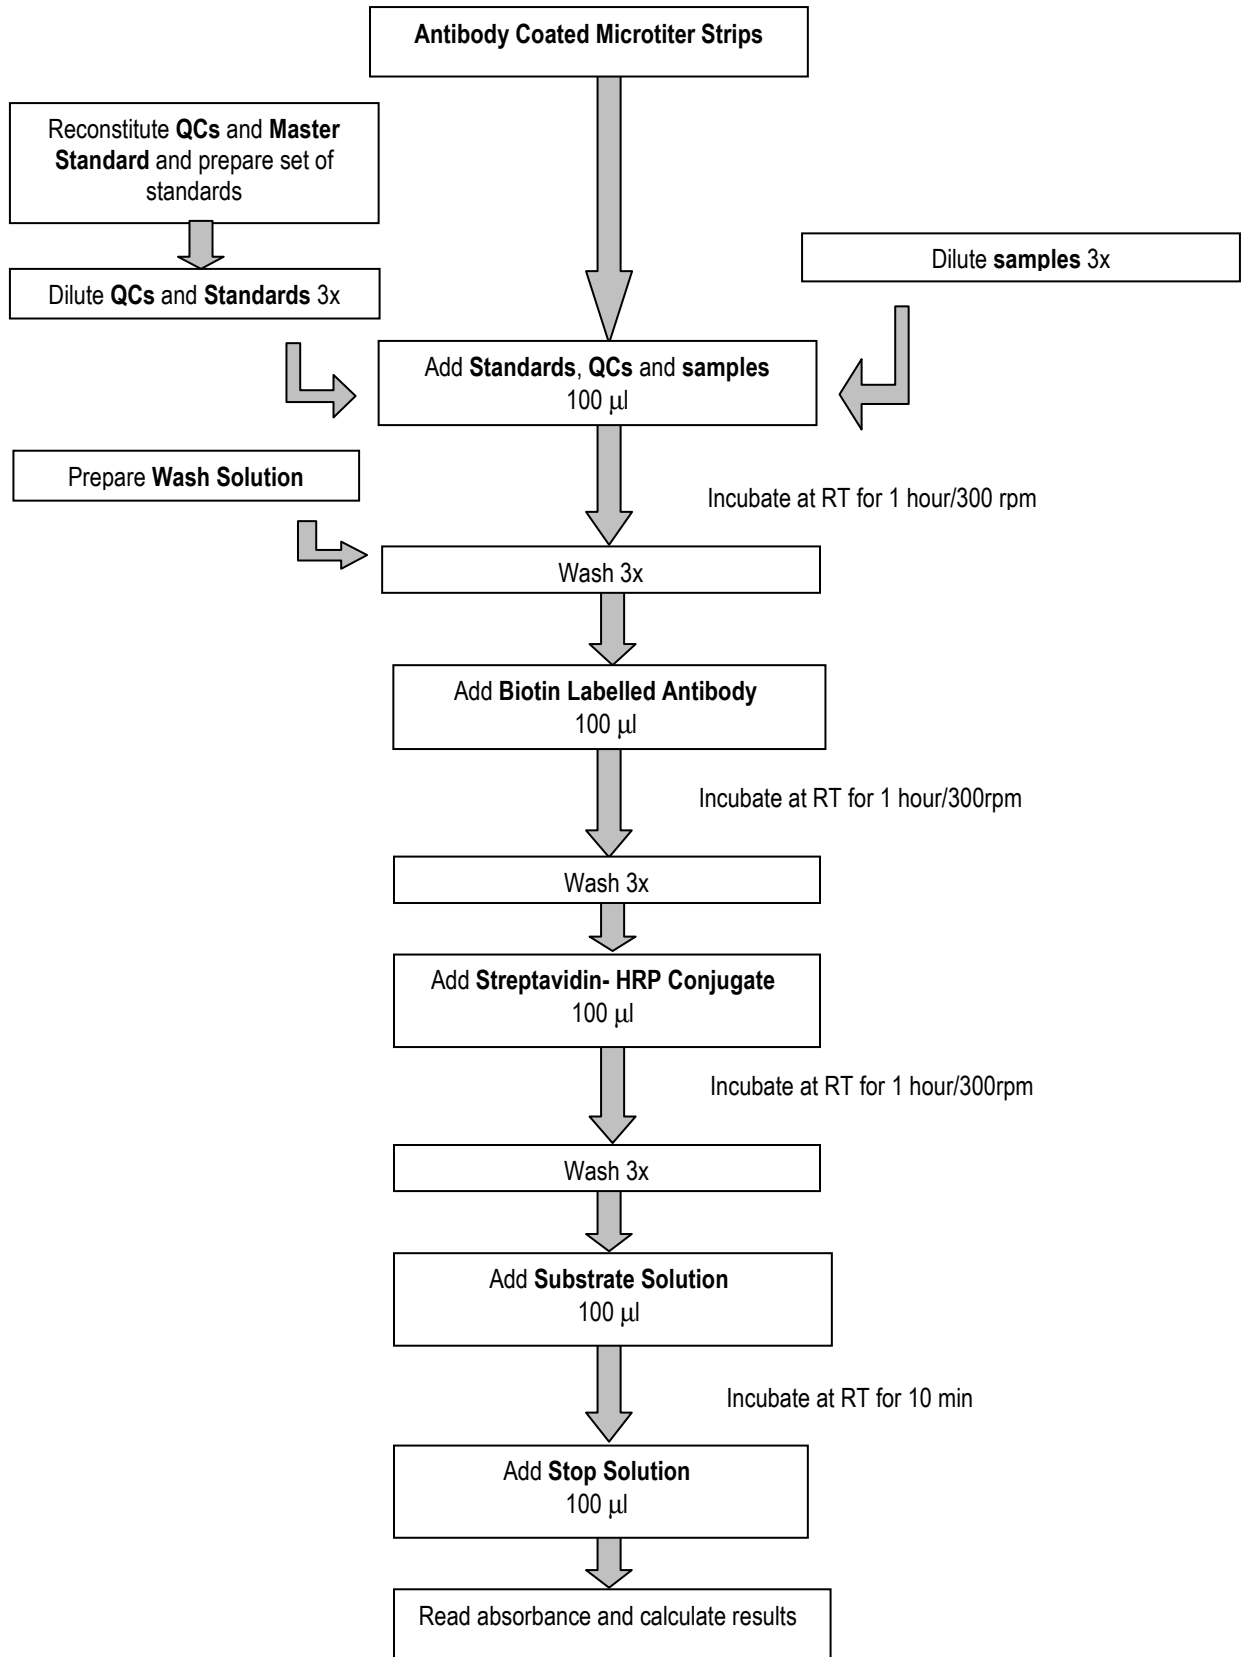 Antibody Coated Microtiter Strips
Reconstitute QCs and Master
Standard and prepare set of
standards
Dilute samples 3x
Dilute QCs and Standards 3x
Add Standards, QCs and samples
100 μl
Prepare Wash Solution
Incubate at RT for 1 hour/300 rpm
Wash 3x
Add Biotin Labelled Antibody
100 μl
Incubate at RT for 1 hour/300rpm
Wash 3x
Add Streptavidin- HRP Conjugate
100 μl
Incubate at RT for 1 hour/300rpm
Wash 3x
Add Substrate Solution
100 μl
Incubate at RT for 10 min
Add Stop Solution
100 μl
Read absorbance and calculate results